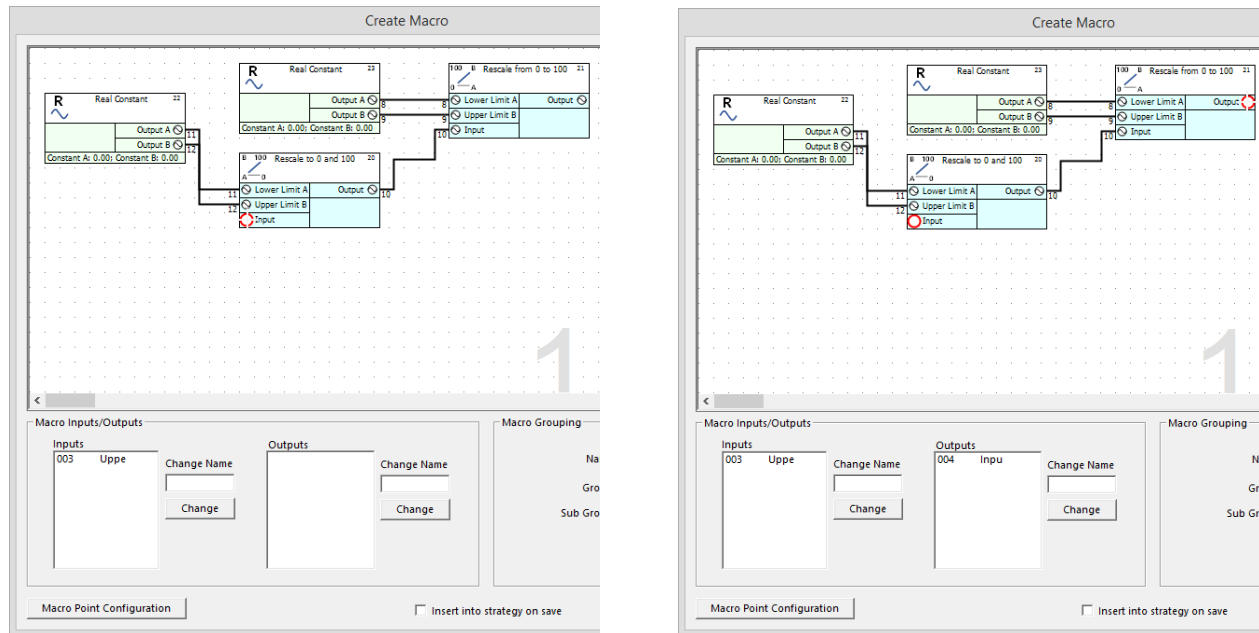 Create Macro
R Real Constant 23
Output A 8
Output B 9
Constant A: 0.00; Constant B: 0.00
100 B Rescale from 0 to 100 21
0 A
8 Lower Limit A Output
9 Upper Limit B
10 Input
R Real Constant 22
Output A 11
Output B 12
Constant A: 0.00; Constant B: 0.00
B 100 Rescale to 0 and 100 20
A 0
11 Lower Limit A Output 10
12 Upper Limit B
Input
1
<
Macro Inputs/Outputs
Inputs
003 Uppe
Change Name
Change
Outputs
Change Name
Change
Macro Grouping
Na
Gro
Sub Gro
Macro Point Configuration
Insert into strategy on save
Create Macro
R Real Constant 23
Output A 8
Output B 9
Constant A: 0.00; Constant B: 0.00
100 B Rescale from 0 to 100 21
0 A
8 Lower Limit A Output
9 Upper Limit B
10 Input
R Real Constant 22
Output A 11
Output B 12
Constant A: 0.00; Constant B: 0.00
B 100 Rescale to 0 and 100 20
A 0
11 Lower Limit A Output 10
12 Upper Limit B
Input
1
<
Macro Inputs/Outputs
Inputs
003 Uppe
Change Name
Change
Outputs
004 Inpu
Change Name
Change
Macro Grouping
N
Gr
Sub Gr
Macro Point Configuration
Insert into strategy on save